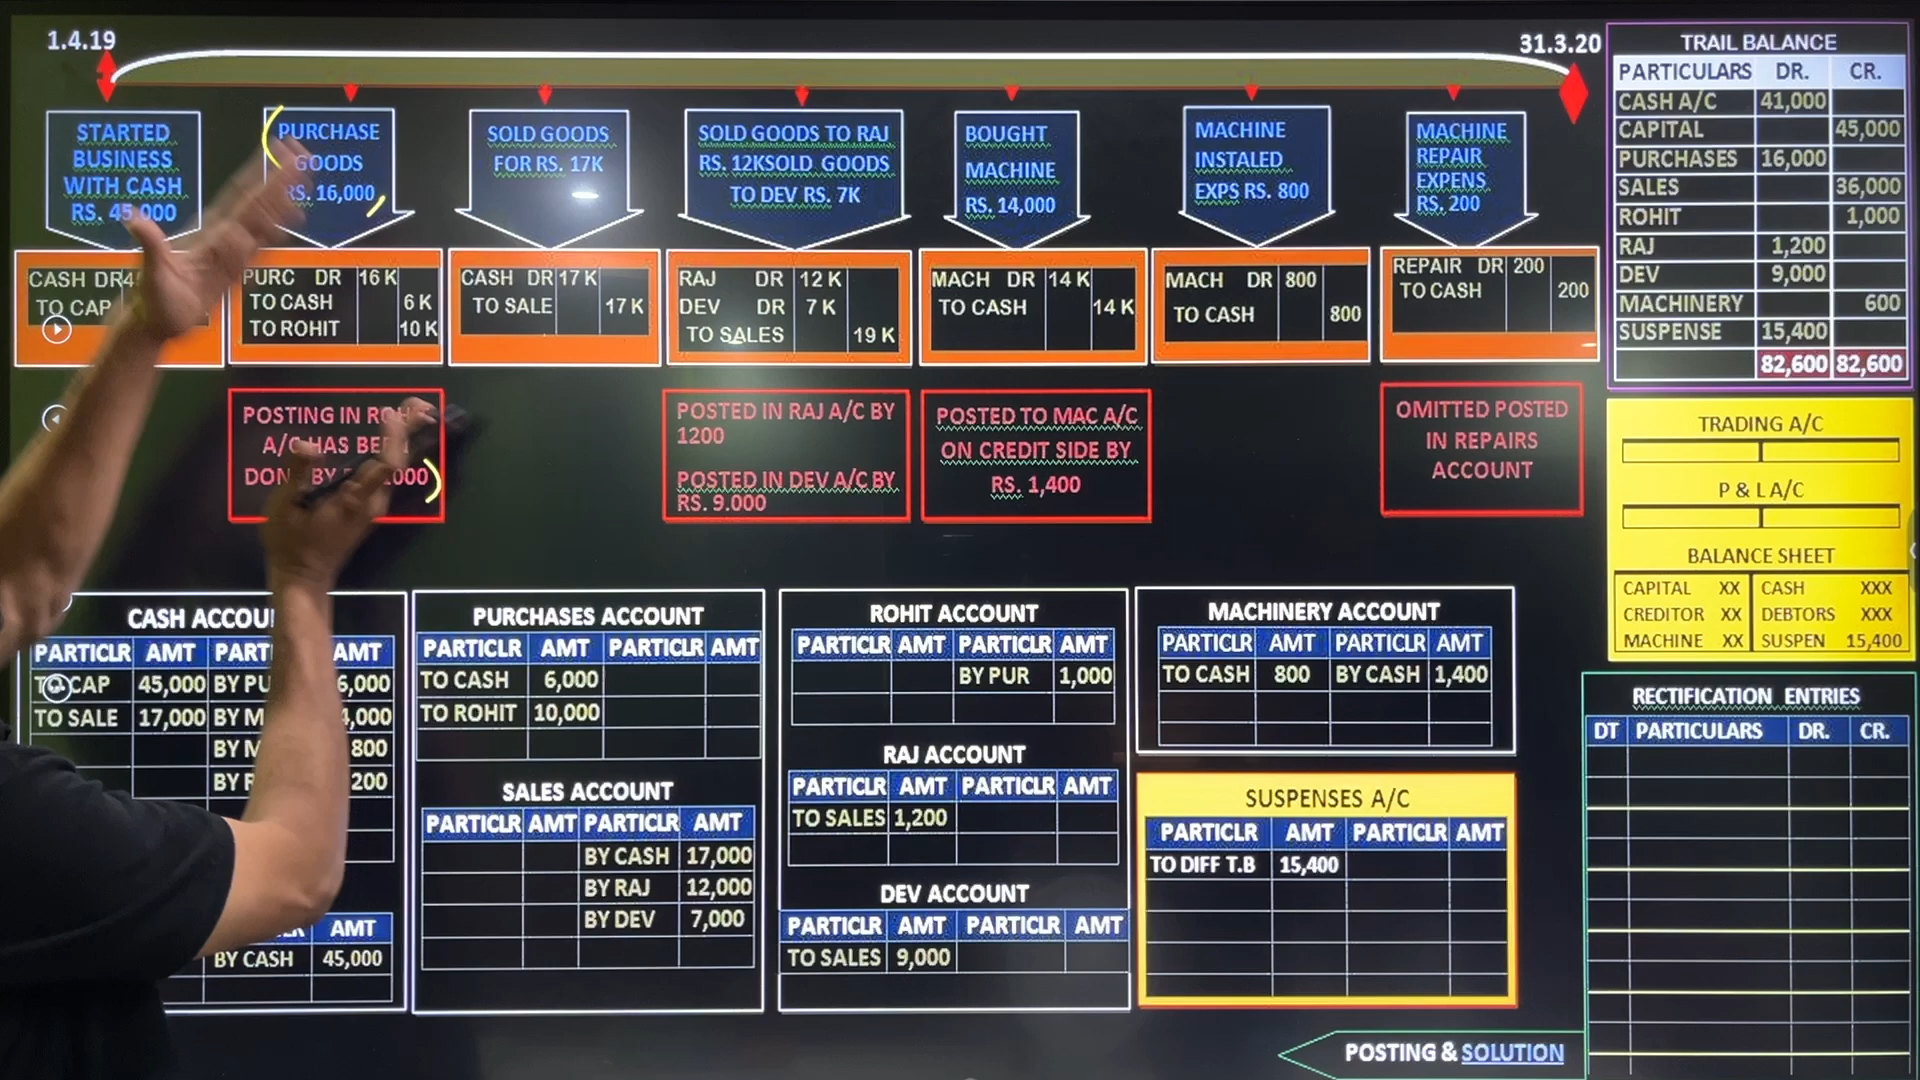 1.4.19
31.3.20
STARTED
BUSINESS
WITH CASH
RS. 45,000
PURCHASE
GOODS
RS. 16,000
SOLD GOODS
FOR RS. 17K
SOLD GOODS TO RAJ
RS. 12KSOLD GOODS
TO DEV RS. 7K
BOUGHT
MACHINE
RS. 14,000
MACHINE
INSTALED
EXPS RS. 800
MACHINE
REPAIR
EXPENS
RS. 200
CASH DR
TO CAP
PURC DR 16 K
TO CASH 6 K
TO ROHIT 10 K
CASH DR 17 K
TO SALE 17 K
RAJ DR 12 K
DEV DR 7 K
TO SALES 19 K
MACH DR 14 K
TO CASH 14 K
MACH DR 800
TO CASH 800
REPAIR DR 200
TO CASH 200
POSTING IN
A/C HAS
POSTED IN RAJ A/C BY
1200
POSTED IN DEV A/C BY
RS. 9.000
POSTED TO MAC A/C
ON CREDIT SIDE BY
RS. 1,400
OMITTED POSTED
IN REPAIRS
ACCOUNT
TRAIL BALANCE
PARTICULARS DR. CR.
CASH A/C 41,000
CAPITAL 45,000
PURCHASES 16,000
SALES 36,000
ROHIT 1,000
RAJ 1,200
DEV 9,000
MACHINERY 600
SUSPENSE 15,400
82,600 82,600
TRADING A/C
P & L A/C
BALANCE SHEET
CAPITAL XX CASH XXX
CREDITOR XX DEBTORS XXX
MACHINE XX SUSPEN 15,400
CASH
PARTICLR AMT AMT
CAP 45,000 BY
TO SALE 17,000 BY
BY 800
BY 200
AMT
BY CASH 45,000
PURCHASES ACCOUNT
PARTICLR AMT PARTICLR AMT
TO CASH 6,000
TO ROHIT 10,000
SALES ACCOUNT
PARTICLR AMT PARTICLR AMT
BY CASH 17,000
BY RAJ 12,000
BY DEV 7,000
ROHIT ACCOUNT
PARTICLR AMT PARTICLR AMT
BY PUR 1,000
RAJ ACCOUNT
PARTICLR AMT PARTICLR AMT
TO SALES 1,200
DEV ACCOUNT
PARTICLR AMT PARTICLR AMT
TO SALES 9,000
MACHINERY ACCOUNT
PARTICLR AMT PARTICLR AMT
TO CASH 800 BY CASH 1,400
SUSPENSES A/C
PARTICLR AMT PARTICLR AMT
TO DIFF T.B 15,400
RECTIFICATION ENTRIES
DT PARTICULARS DR. CR.
POSTING & SOLUTION